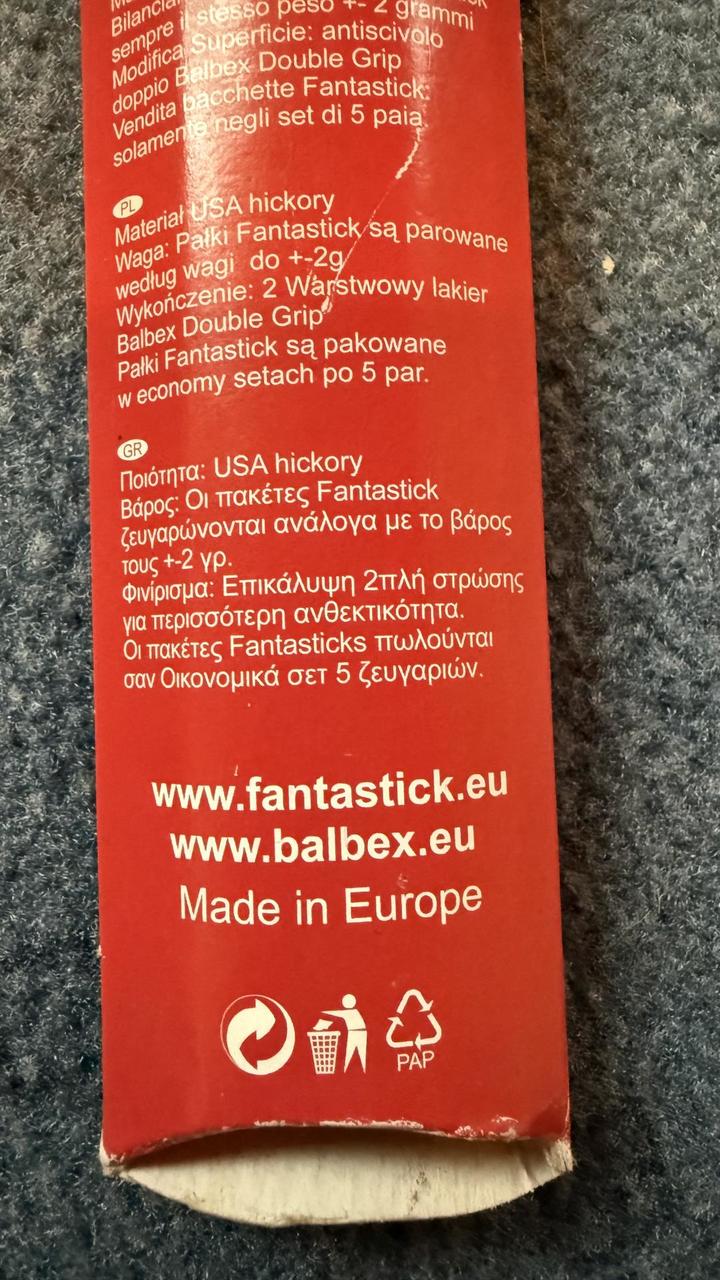 Bilancia
stesso peso +- 2 grammi
sempre il
Modifica Superficie: antiscivolo
doppio Balbex Double Grip
Vendita bacchette Fantastick:
solamente negli set di 5 paia
PL
Materiał USA hickory
Waga: Pałki Fantastick są parowane
według wagi do +-2g
Wykończenie: 2 Warstwowy lakier
Balbex Double Grip
Pałki Fantastick są pakowane
w economy setach po 5 par.
GR
Ποιότητα: USA hickory
Βάρος: Οι πακέτες Fantastick
ζευγαρώνονται ανάλογα με το βάρος
τους +-2 γρ.
Φινίρισμα: Επικάλυψη 2πλή στρώσης
για περισσότερη ανθεκτικότητα.
Οι πακέτες Fantasticks πωλούνται
σαν Οικονομικά σετ 5 ζευγαριών.
www.fantastick.eu
www.balbex.eu
Made in Europe
PAP